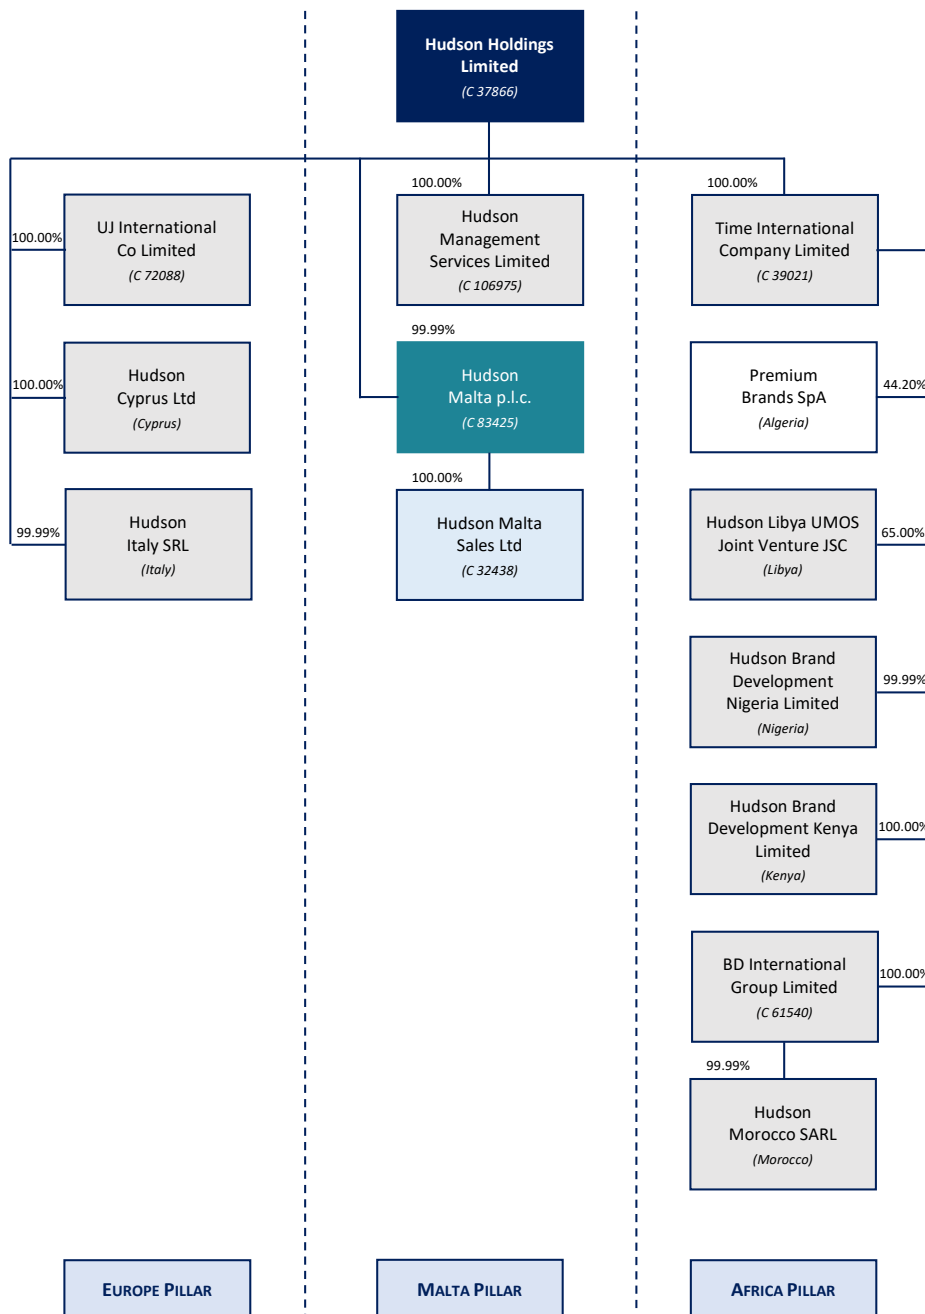 Hudson Holdings
Limited
(C 37866)
100.00%
UJ International
Co Limited
(C 72088)
100.00%
Hudson
Cyprus Ltd
(Cyprus)
99.99%
Hudson
Italy SRL
(Italy)
100.00%
Hudson
Management
Services Limited
(C 106975)
99.99%
Hudson
Malta p.l.c.
(C 83425)
100.00%
Hudson Malta
Sales Ltd
(C 32438)
100.00%
Time International
Company Limited
(C 39021)
Premium
Brands SpA
(Algeria)
44.20%
Hudson Libya UMOS
Joint Venture JSC
(Libya)
65.00%
Hudson Brand
Development
Nigeria Limited
(Nigeria)
99.99%
Hudson Brand
Development Kenya
Limited
(Kenya)
100.00%
BD International
Group Limited
(C 61540)
100.00%
99.99%
Hudson
Morocco SARL
(Morocco)
EUROPE PILLAR
MALTA PILLAR
AFRICA PILLAR